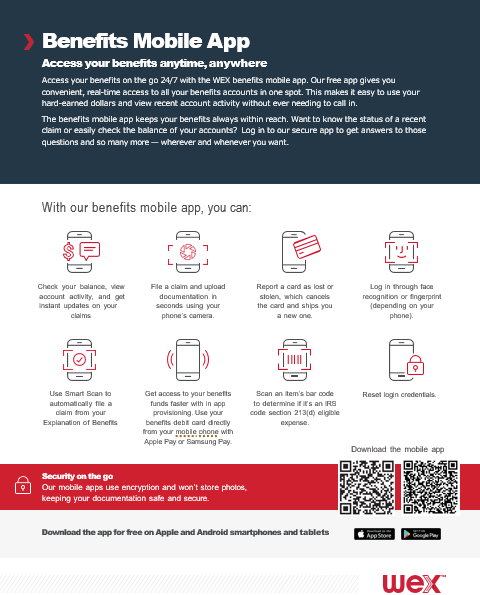 Benefits Mobile App
Access your benefits anytime, anywhere
Access your benefits on the go 24/7 with the WEX benefits mobile app. Our free app gives you
convenient, real-time access to all your benefits accounts in one spot. This makes it easy to use your
hard-earned dollars and view recent account activity without ever needing to call in.
The benefits mobile app keeps your benefits always within reach. Want to know the status of a recent
claim or easily check the balance of your accounts? Log in to our secure app to get answers to those
questions and so many more — wherever and whenever you want.
With our benefits mobile app, you can:
Check your balance, view
account activity, and get
instant updates on your
claims
File a claim and upload
documentation in
seconds using your
phone's camera.
Report a card as lost or
stolen, which cancels
the card and ships you
a new one.
Log in through face
recognition or fingerprint
(depending on your
phone).
Use Smart Scan to
automatically file a
claim from your
Explanation of Benefits
Get access to your benefits
funds faster with in app
provisioning. Use your
benefits debit card directly
from your mobile phone with
Apple Pay or Samsung Pay.
Scan an item's bar code
to determine if it's an IRS
code section 213(d) eligible
expense.
Reset login credentials.
Download the mobile app
Security on the go
Our mobile apps use encryption and won't store photos,
keeping your documentation safe and secure.
Download the app for free on Apple and Android smartphones and tablets
Download on the
App Store
GET IT ON
Google Play
wex™